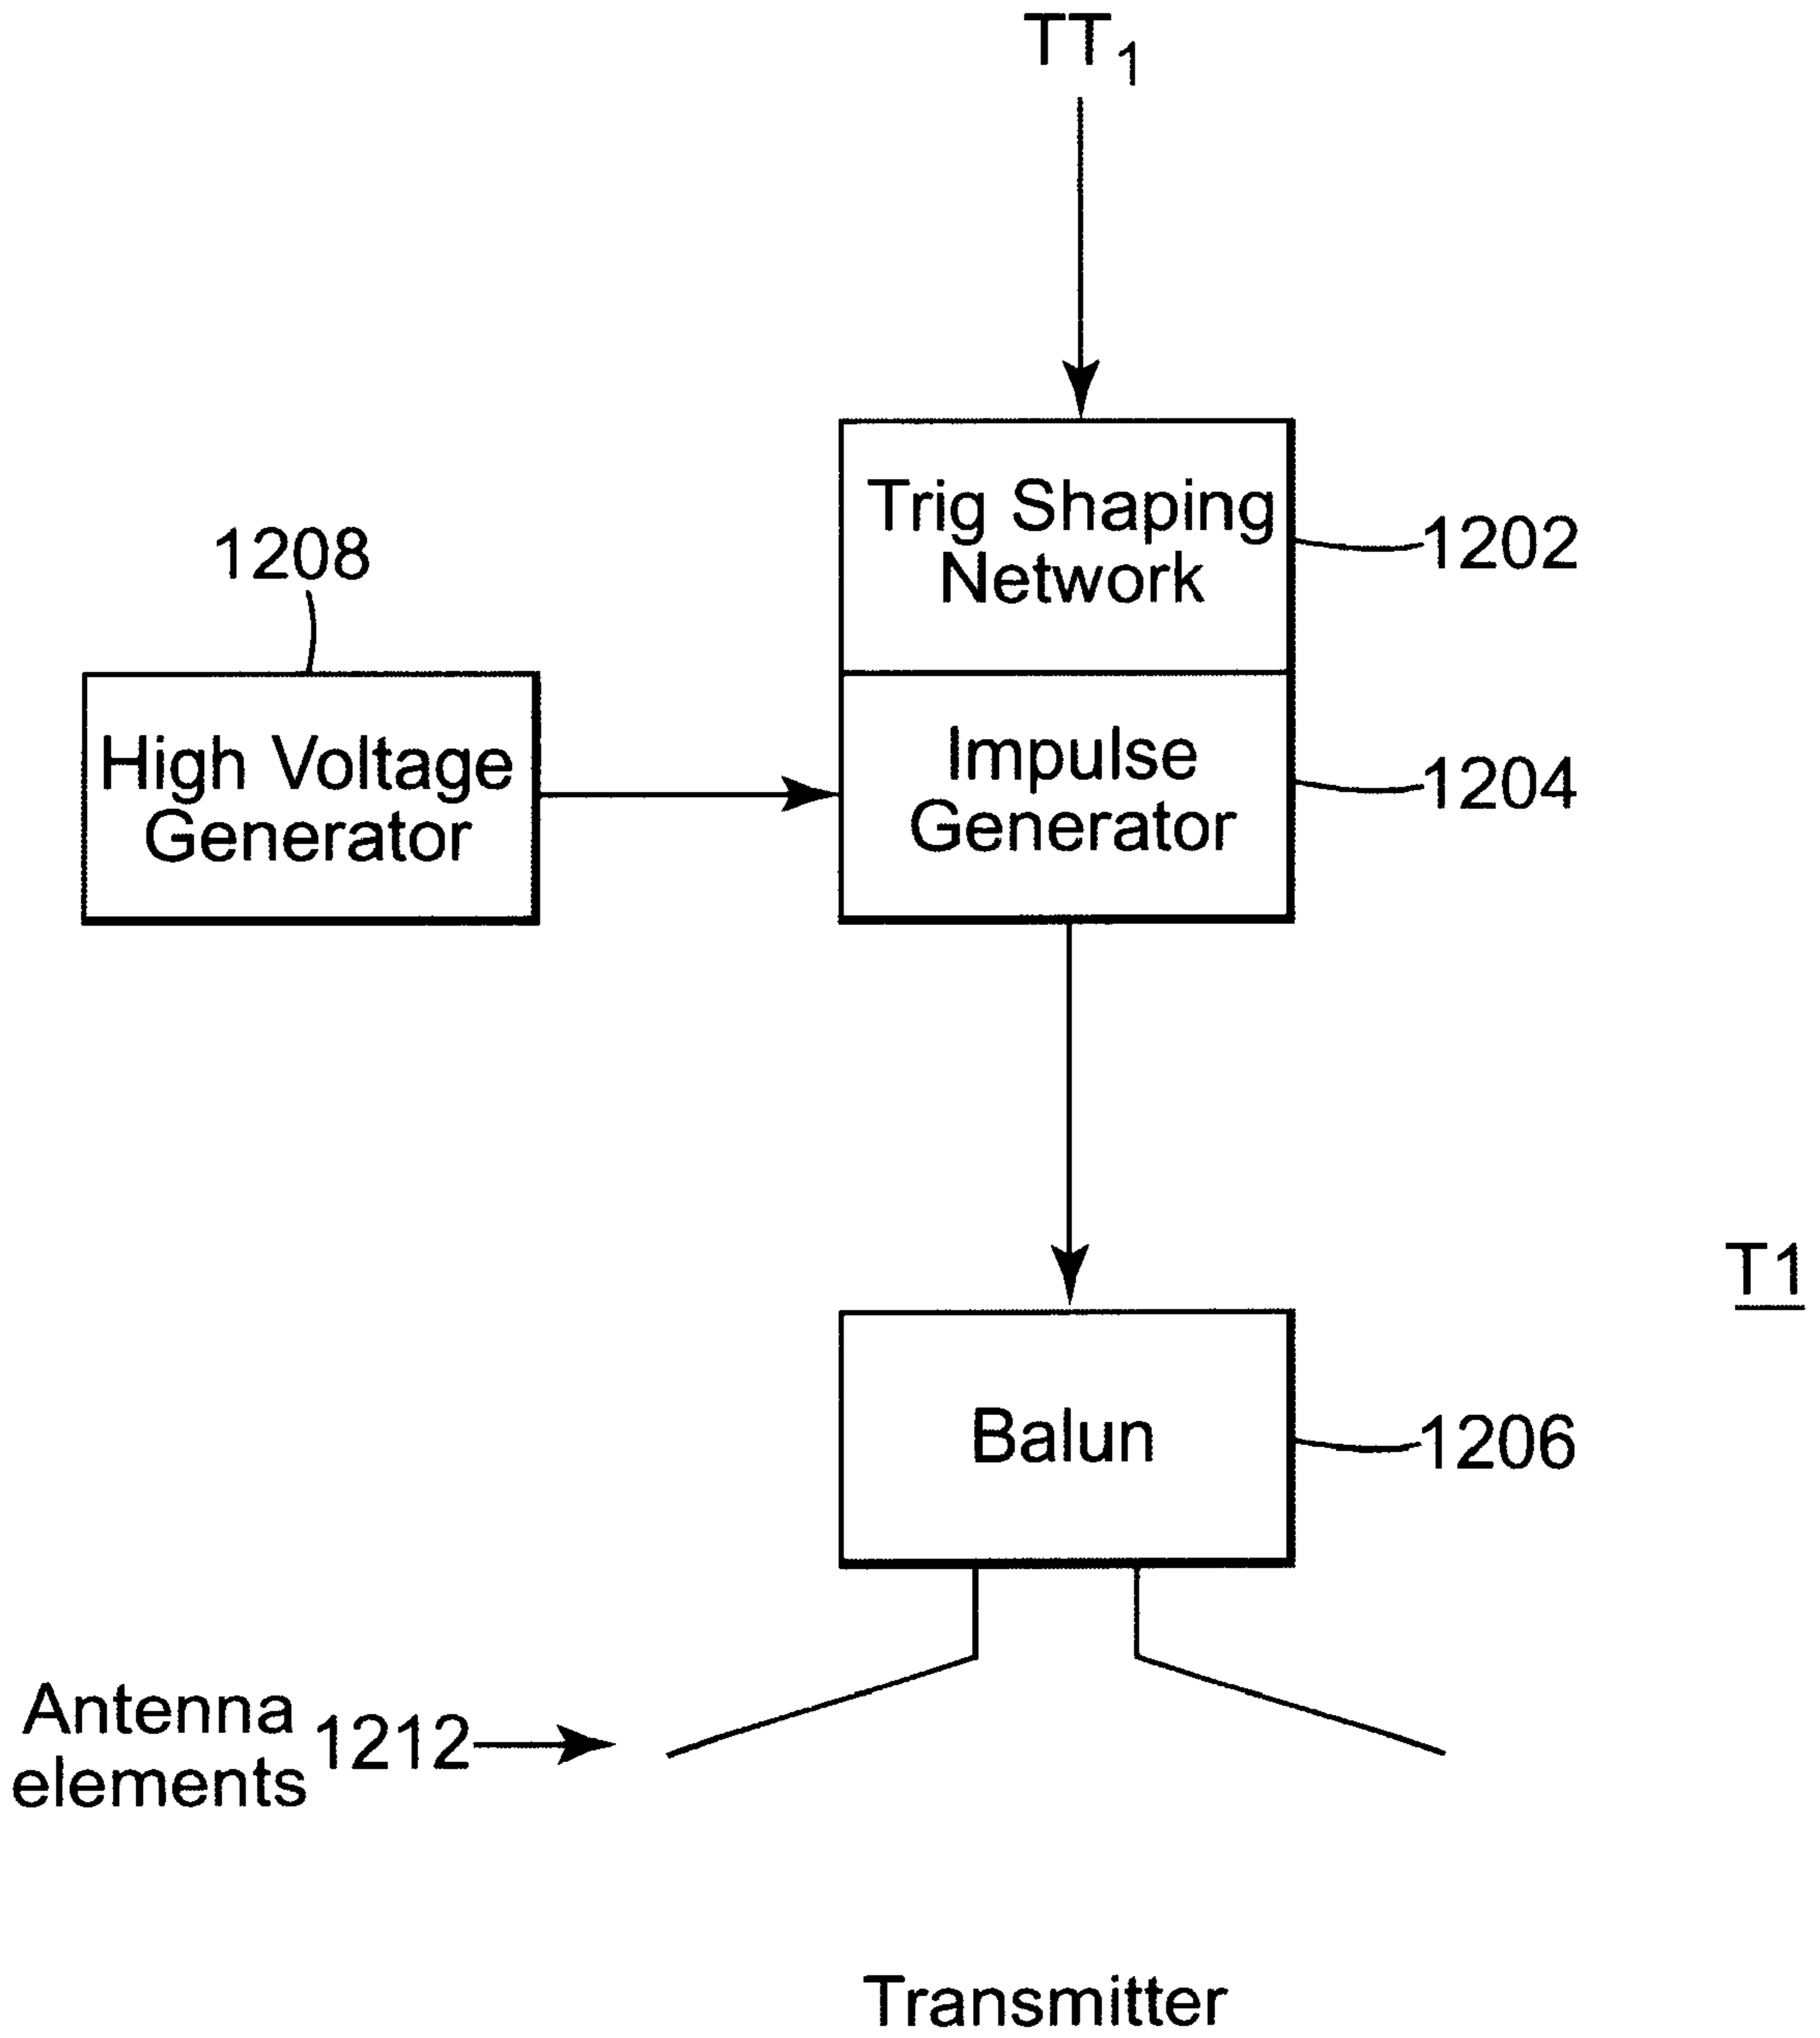 TT1
Trig Shaping
Network
1202
1208
High Voltage
Generator
Impulse
Generator
1204
T1
Balun
1206
Antenna
elements
1212
Transmitter